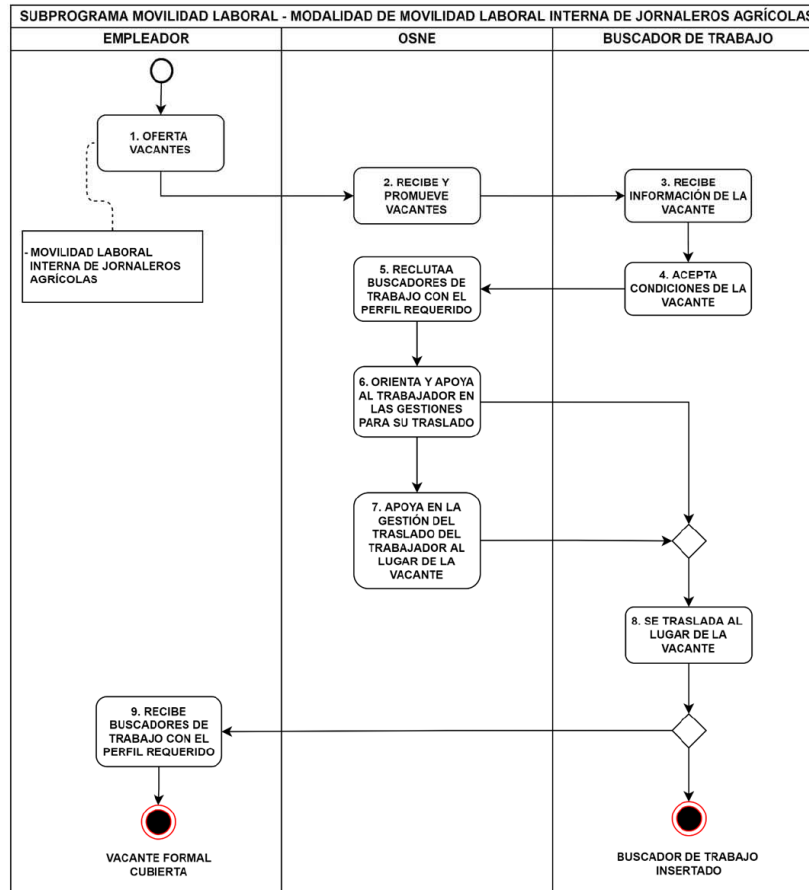 SUBPROGRAMA MOVILIDAD LABORAL - MODALIDAD DE MOVILIDAD LABORAL INTERNA DE JORNALEROS AGRÍCOLAS
EMPLEADOR
OSNE
BUSCADOR DE TRABAJO
1. OFERTA
VACANTES
- MOVILIDAD LABORAL
INTERNA DE JORNALEROS
AGRÍCOLAS
2. RECIBE Y
PROMUEVE
VACANTES
3. RECIBE
INFORMACIÓN DE LA
VACANTE
4. ACEPTA
CONDICIONES DE LA
VACANTE
5. RECLUTAA
BUSCADORES DE
TRABAJO CON EL
PERFIL REQUERIDO
6. ORIENTA Y APOYA
AL TRABAJADOR EN
LAS GESTIONES
PARA SU TRASLADO
7. APOYA EN LA
GESTIÓN DEL
TRASLADO DEL
TRABAJADOR AL
LUGAR DE LA
VACANTE
8. SE TRASLADA AL
LUGAR DE LA
VACANTE
9. RECIBE
BUSCADORES DE
TRABAJO CON EL
PERFIL REQUERIDO
VACANTE FORMAL
CUBIERTA
BUSCADOR DE TRABAJO
INSERTADO